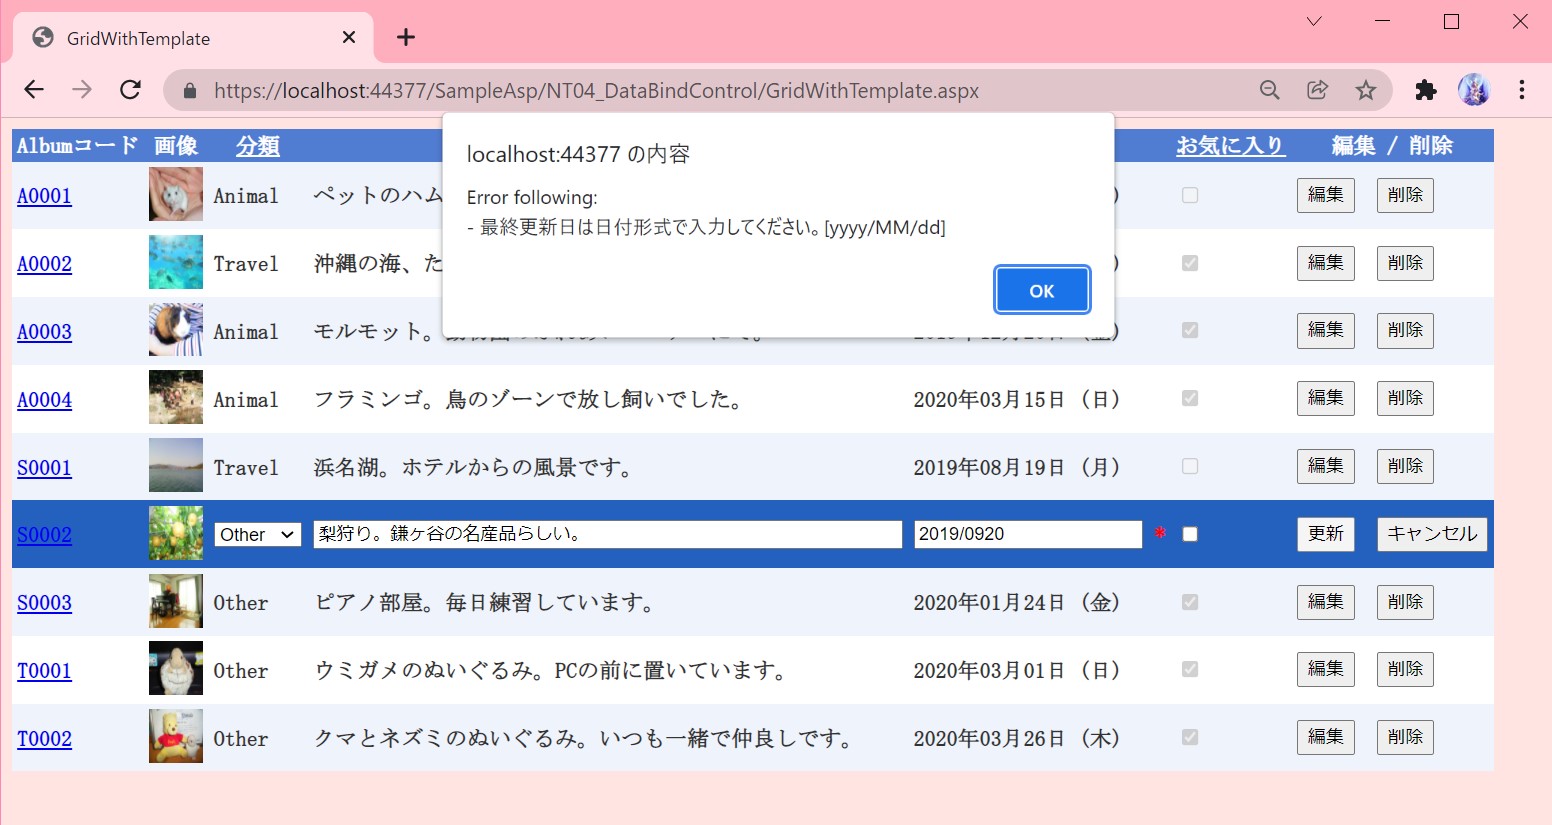 GridWithTemplate
https://localhost:44377/SampleAsp/NT04_DataBindControl/GridWithTemplate.aspx
localhost:44377 の内容
Error following:
- 最終更新日は日付形式で入力してください。[yyyy/MM/dd]
OK
Albumコード 画像 分類 お気に入り 編集 / 削除
A0001 Animal ペットのハム ) 編集 削除
A0002 Travel 沖縄の海、た ) 編集 削除
A0003 Animal モルモット。 編集 削除
A0004 Animal フラミンゴ。鳥のゾーンで放し飼いでした。 2020年03月15日 (日) 編集 削除
S0001 Travel 浜名湖。ホテルからの風景です。 2019年08月19日 (月) 編集 削除
S0002 Other 梨狩り。鎌ヶ谷の名産品らしい。 2019/0920 * 更新 キャンセル
S0003 Other ピアノ部屋。毎日練習しています。 2020年01月24日 (金) 編集 削除
T0001 Other ウミガメのぬいぐるみ。PCの前に置いています。 2020年03月01日 (日) 編集 削除
T0002 Other クマとネズミのぬいぐるみ。いつも一緒で仲良しです。 2020年03月26日 (木) 編集 削除